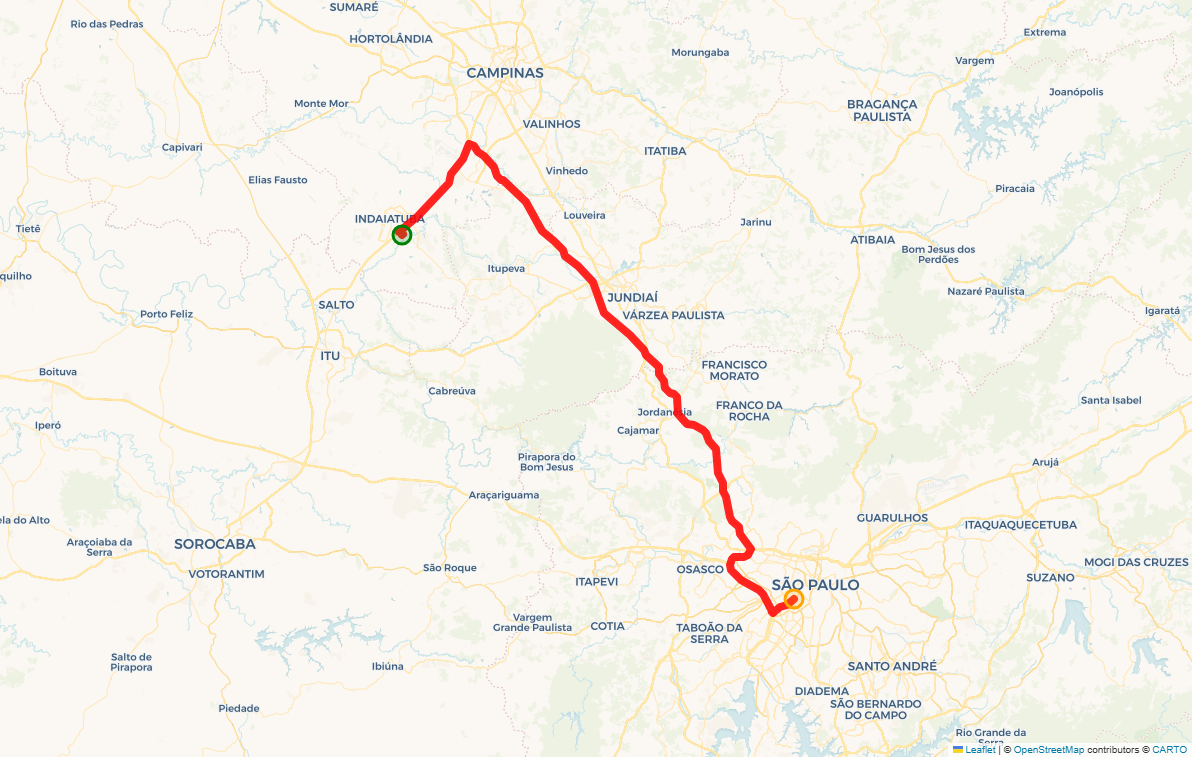 SUMARÉ
Rio das Pedras
Extrema
HORTOLÂNDIA
Morungaba
Vargem
CAMPINAS
Joanópolis
Monte Mor
BRAGANÇA
PAULISTA
VALINHOS
Capivari
ITATIBA
Vinhedo
Elias Fausto
Piracaia
INDAIATUBA
Louveira
Jarinu
Tietê
ATIBAIA
Bom Jesus dos
Perdões
Itupeva
quilho
Nazaré Paulista
JUNDIAÍ
SALTO
Porto Feliz
VÁRZEA PAULISTA
Igaratá
ITU
FRANCISCO
MORATO
Boituva
Cabreúva
Santa Isabel
FRANCO DA
ROCHA
Jordanésia
Iperó
Cajamar
Pirapora do
Bom Jesus
Arujá
Araçariguama
ela do Alto
GUARULHOS
ITAQUAQUECETUBA
Araçoiaba da
Serra
SOROCABA
MOGI DAS CRUZES
São Roque
OSASCO
VOTORANTIM
ITAPEVI
SUZANO
SÃO PAULO
Vargem
Grande Paulista
COTIA
TABOÃO DA
SERRA
Salto de
Pirapora
Ibiúna
SANTO ANDRÉ
DIADEMA
SÃO BERNARDO
DO CAMPO
Piedade
Rio Grande da
Serra
Leaflet | © OpenStreetMap contributors © CARTO